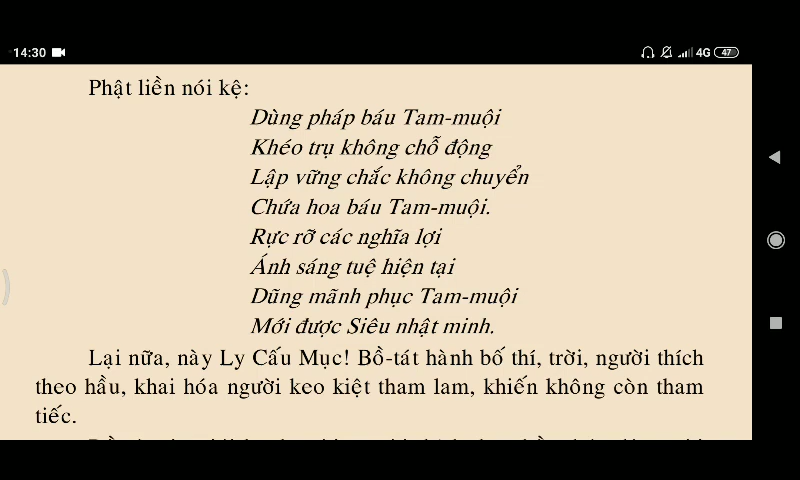 14:30
4G 47
Phật liền nói kệ:
Dùng pháp báu Tam-muội
Khéo trụ không chỗ động
Lập vững chắc không chuyển
Chứa hoa báu Tam-muội.
Rực rỡ các nghĩa lợi
Ánh sáng tuệ hiện tại
Dũng mãnh phục Tam-muội
Mới được Siêu nhật minh.
Lại nữa, này Ly Cấu Mục! Bồ-tát hành bố thí, trời, người thích
theo hầu, khai hóa người keo kiệt tham lam, khiến không còn tham
tiếc.